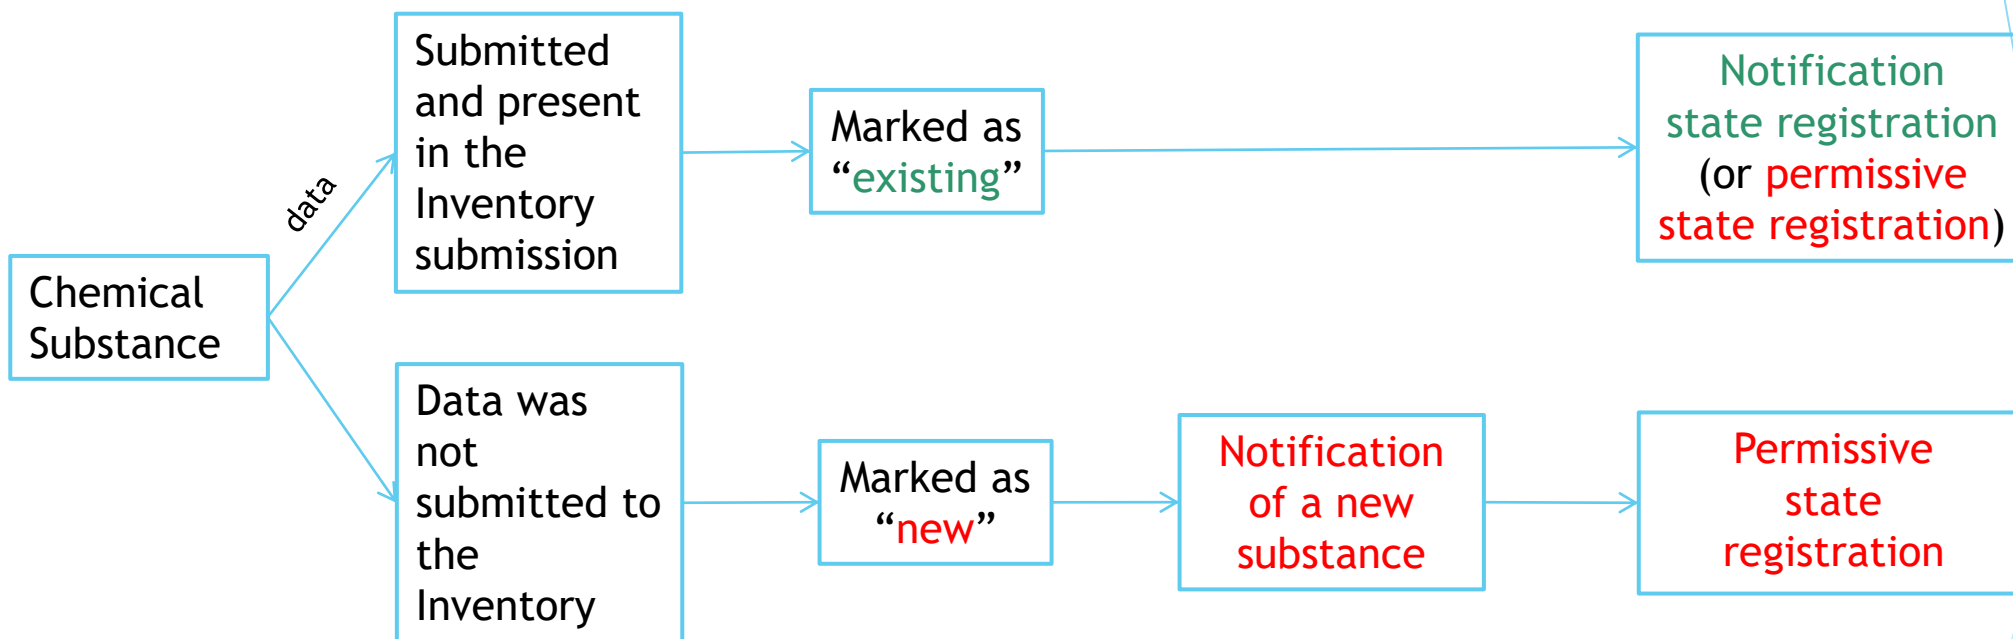 Submitted
and present
in the
Inventory
submission
Marked as
“existing”
Notification
state registration
(or permissive
state registration)
data
Chemical
Substance
Data was
not
submitted to
the
Inventory
Marked as
“new”
Notification
of a new
substance
Permissive
state
registration